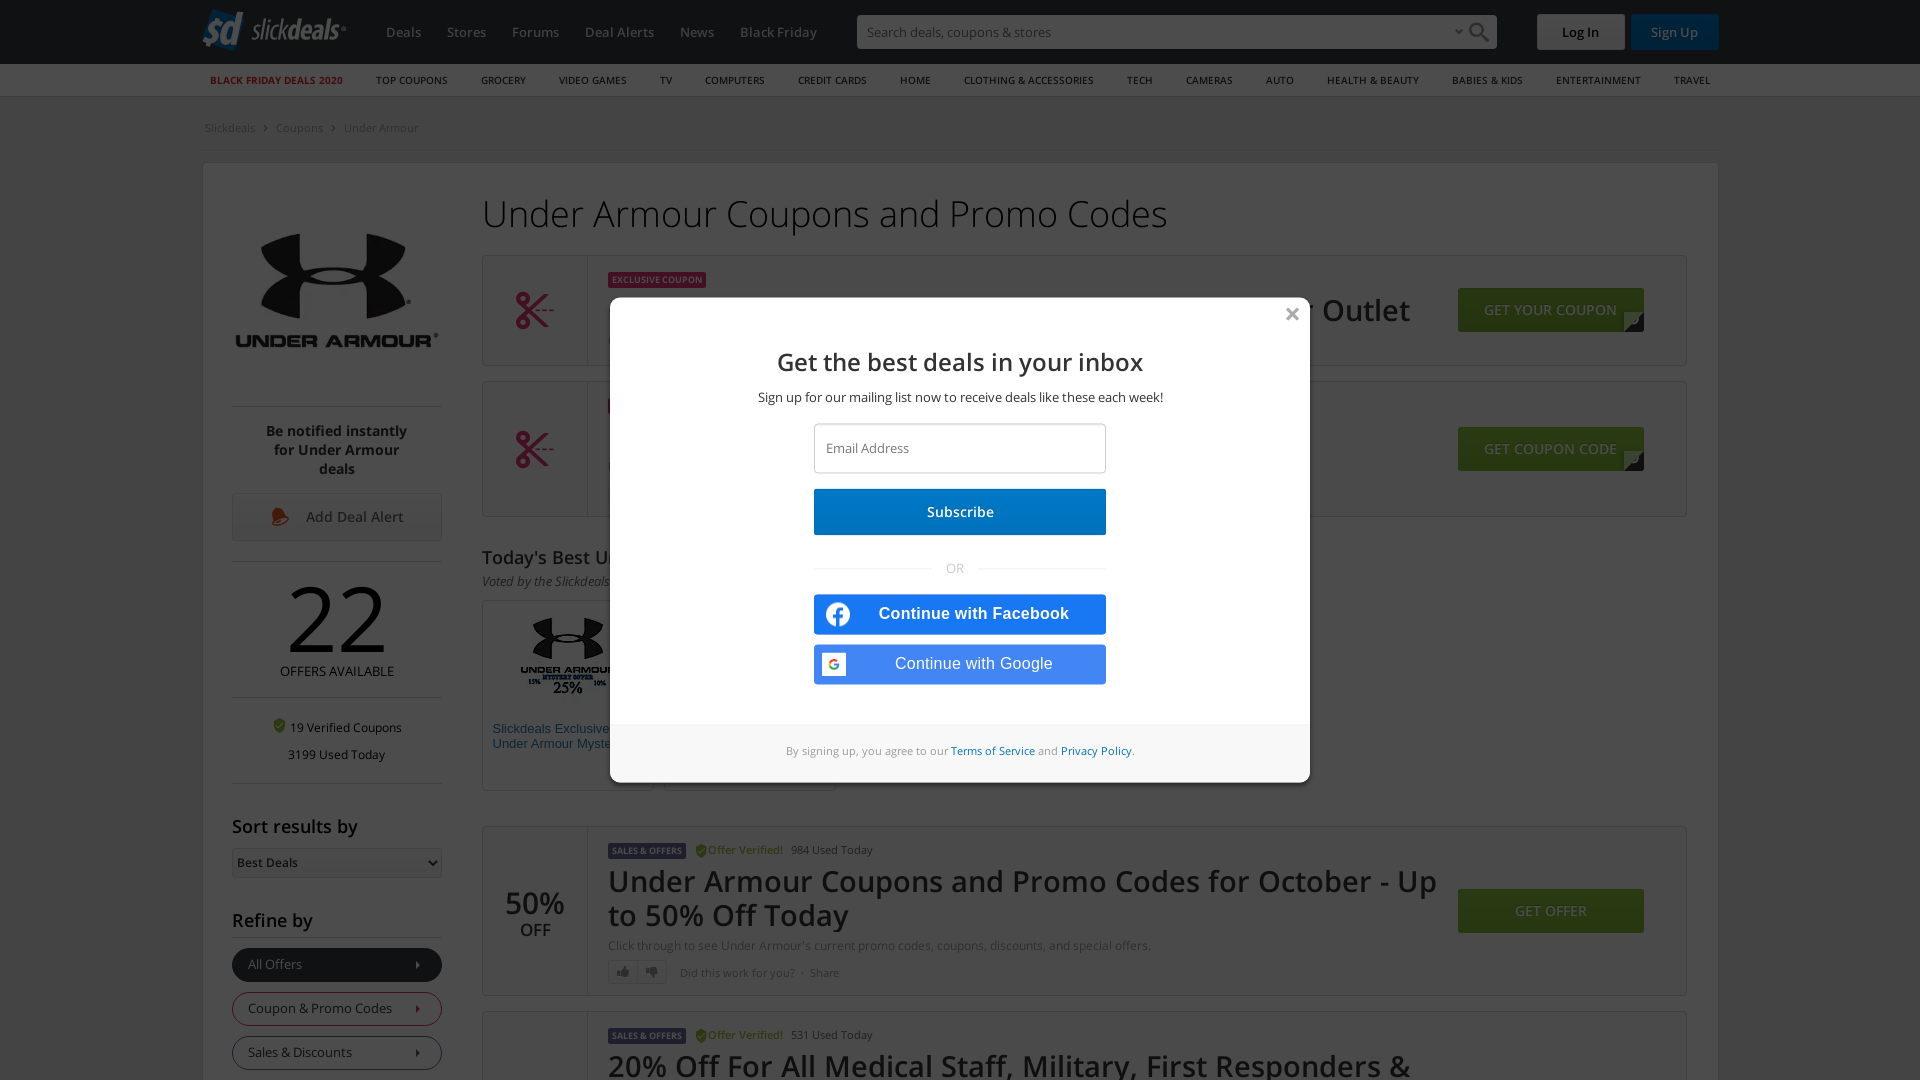 slickdeals
Deals
Stores
Forums
Deal Alerts
News
Black Friday
Search deals, coupons & stores
Log In
Sign Up
BLACK FRIDAY DEALS 2020
TOP COUPONS
GROCERY
VIDEO GAMES
TV
COMPUTERS
CREDIT CARDS
HOME
CLOTHING & ACCESSORIES
TECH
CAMERAS
AUTO
HEALTH & BEAUTY
BABIES & KIDS
ENTERTAINMENT
TRAVEL
Slickdeals
Coupons
Under Armour
UNDER ARMOUR
Be notified instantly
for Under Armour
deals
Add Deal Alert
22
OFFERS AVAILABLE
19 Verified Coupons
3199 Used Today
Sort results by
Best Deals
Refine by
All Offers
Coupon & Promo Codes
Sales & Discounts
Under Armour Coupons and Promo Codes
EXCLUSIVE COUPON
Outlet
GET YOUR COUPON
GET COUPON CODE
Today's Best
Voted by the Slickdeals
UNDER ARMOUR
15% MYSTERY OFFER 10%
25%
Slickdeals Exclusive
Under Armour
Get the best deals in your inbox
Sign up for our mailing list now to receive deals like these each week!
Email Address
Subscribe
OR
Continue with Facebook
Continue with Google
By signing up, you agree to our Terms of Service and Privacy Policy.
50%
OFF
SALES & OFFERS
Offer Verified!
984 Used Today
Under Armour Coupons and Promo Codes for October - Up
to 50% Off Today
Click through to see Under Armour's current promo codes, coupons, discounts, and special offers.
Did this work for you? · Share
GET OFFER
SALES & OFFERS
Offer Verified!
531 Used Today
20% Off For All Medical Staff, Military, First Responders &